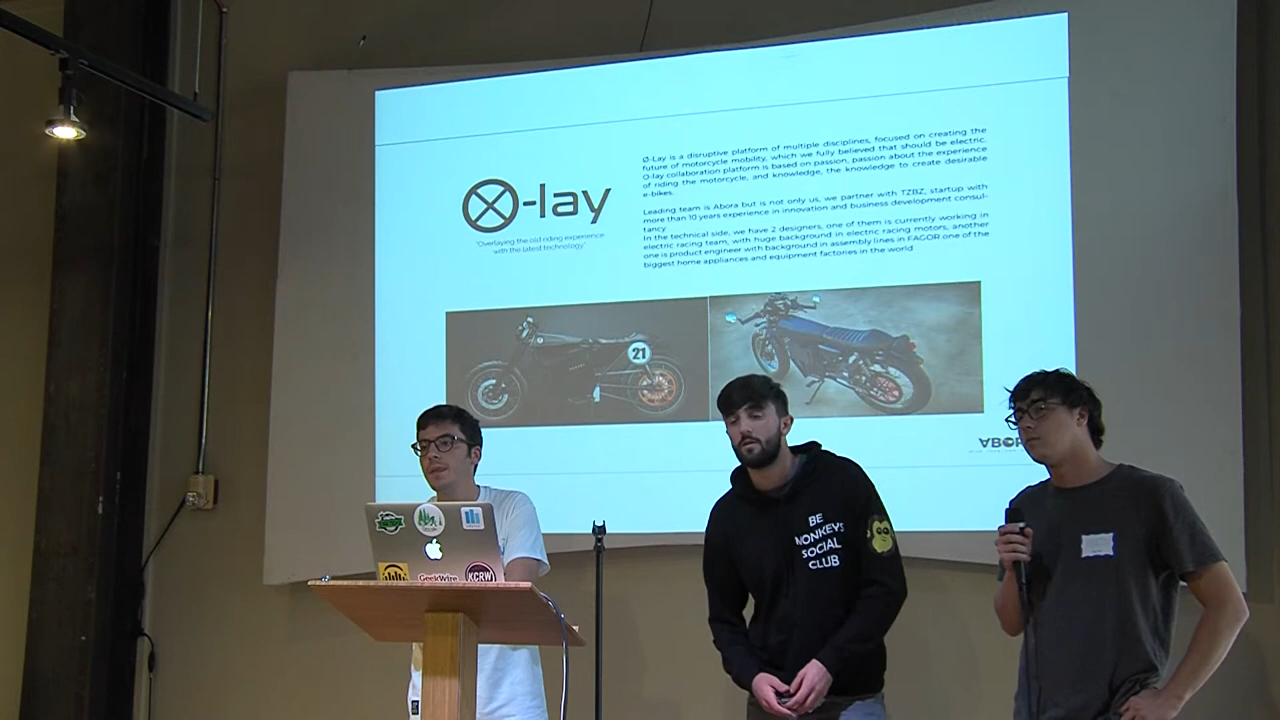 Ø-Lay is a disruptive platform of multiple disciplines, focused on creating the
future of motorcycle mobility, which we fully believed that should be electric.
O-lay collaboration platform is based on passion, passion about the experience
of riding the motorcycle, and knowledge, the knowledge to create desirable
e-bikes.
-lay
"Overlaying the old riding experience
with the latest technology"
Leading team is Abora but is not only us, we partner with TZBZ, startup with
more than 10 years experience in innovation and business development consul-
tancy
In the technical side, we have 2 designers, one of them is currently working in
electric racing team, with huge background in electric racing motors, another
one is product engineer with background in assembly lines in FAGOR one of the
biggest home appliances and equipment factories in the world
21
BE
MONKEYS
SOCIAL
CLUB
GeekWire
KCRW